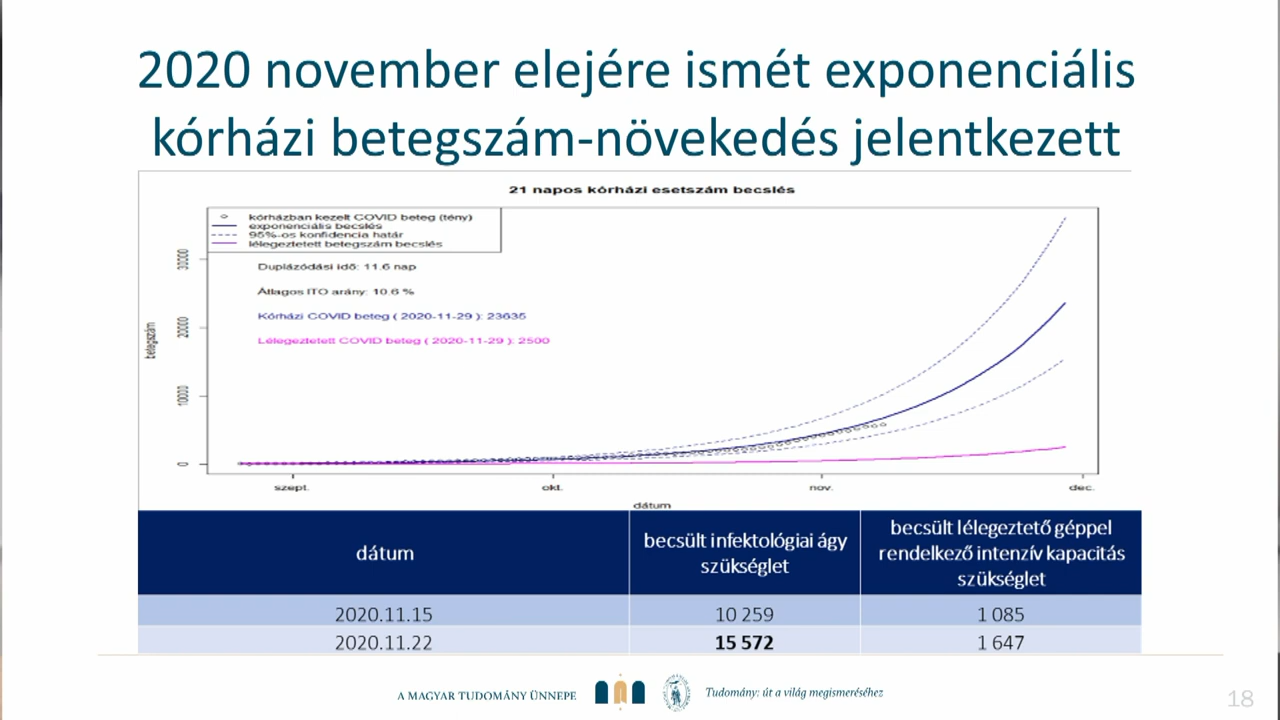 2020 november elejére ismét exponenciális
kórházi betegszám-növekedés jelentkezett
21 napos kórházi esetszám becslés
kórházban kezelt COVID beteg (tény)
exponenciális becslés
95%-os konfidencia határ
lélegeztetett betegszám becslés
Duplázódási idő: 11.6 nap
Átlagos ITO arány: 10.6 %
Kórházi COVID beteg ( 2020-11-29 ): 23635
Lélegeztetett COVID beteg ( 2020-11-29 ): 2500
betegszám
30000
20000
10000
0
szept. okt. nov. dec.
dátum
dátum
becsült infektológiai ágy
szükséglet
becsült lélegeztető géppel
rendelkező intenzív kapacitás
szükséglet
2020.11.15 10 259 1 085
2020.11.22 15 572 1 647
A MAGYAR TUDOMÁNY ÜNNEPE
Tudomány: út a világ megismeréséhez
18